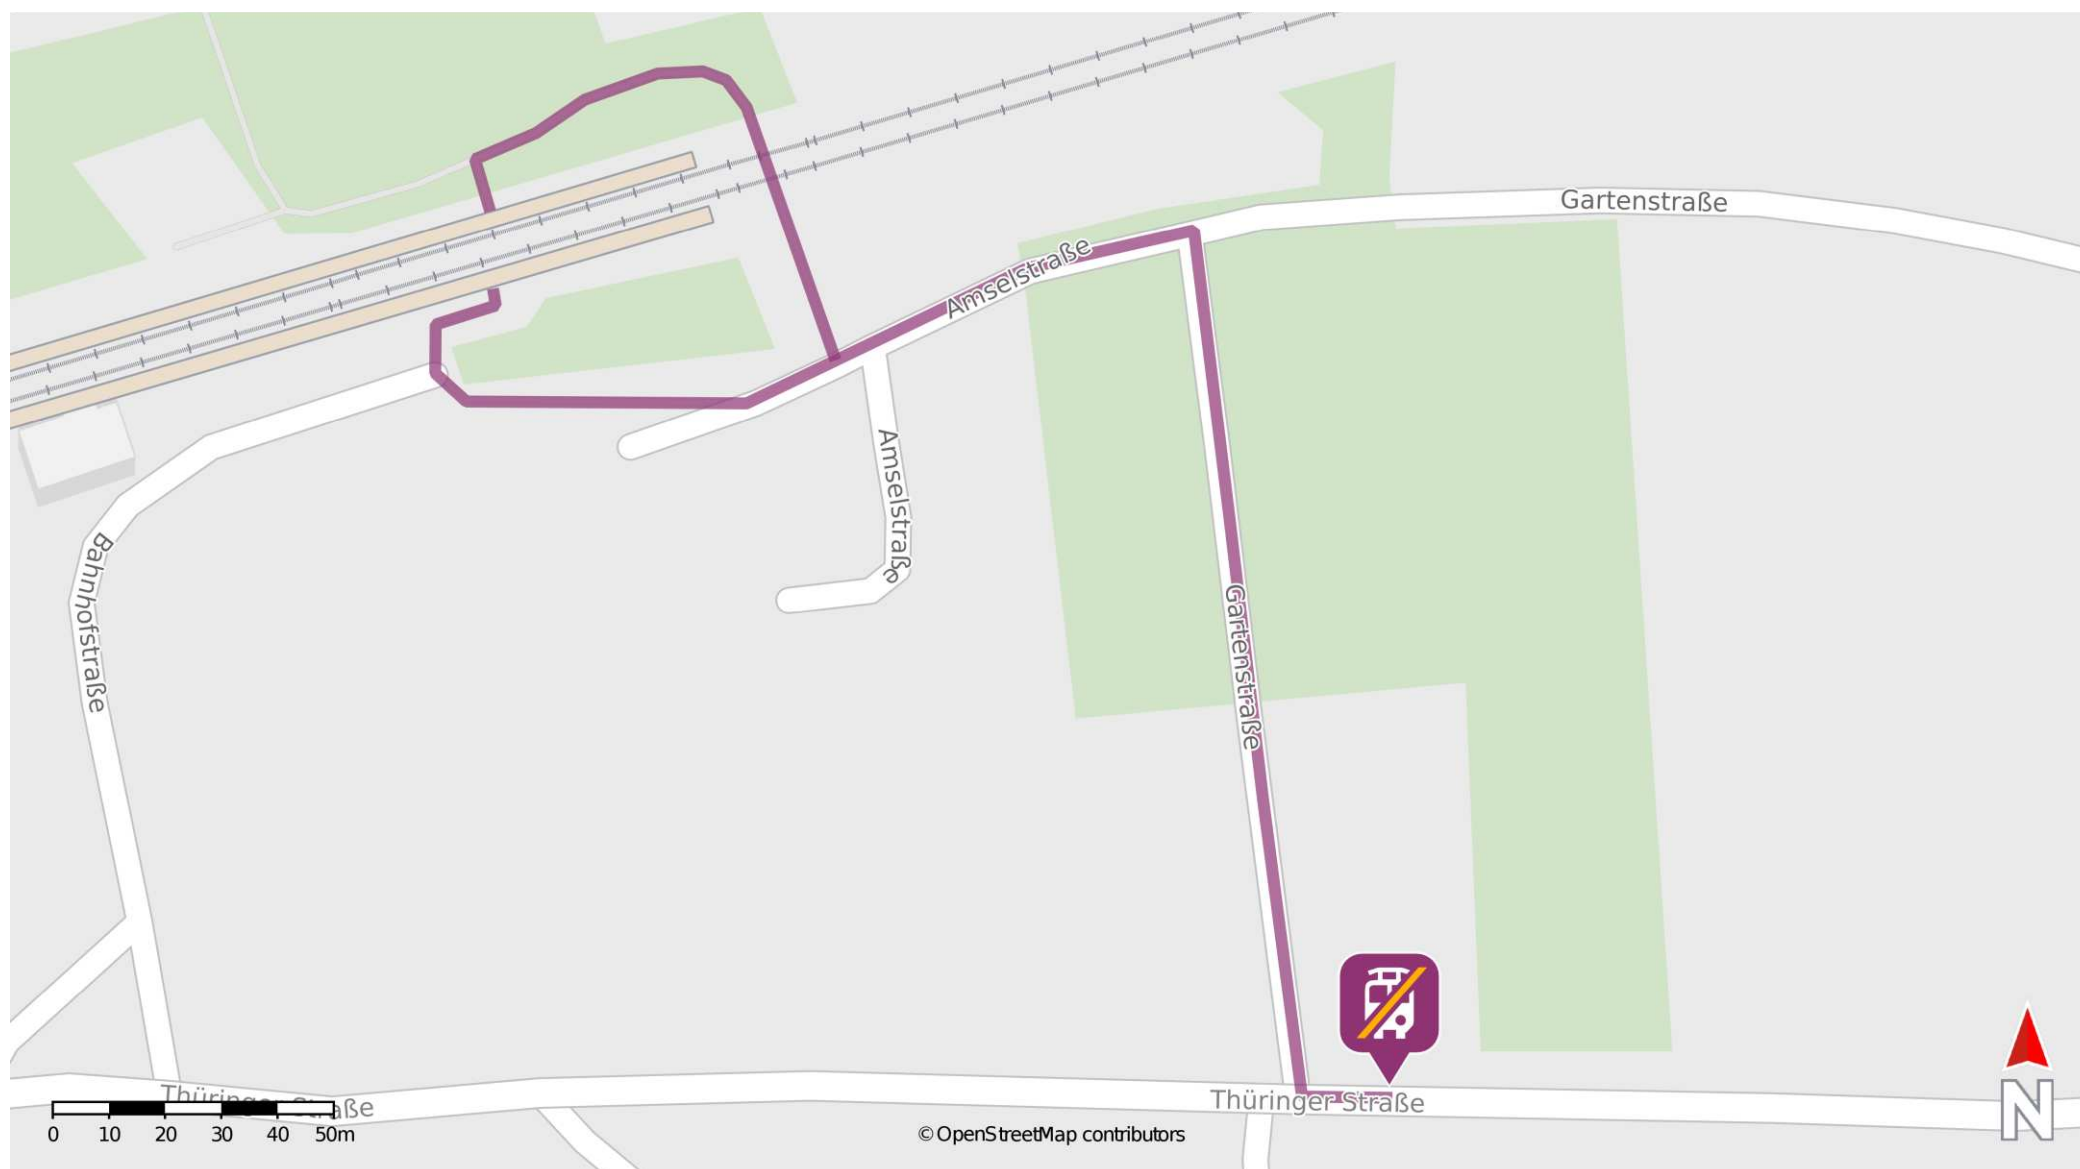 Gartenstraße
Amselstraße
Amselstraße
Bahnhofstraße
Gartenstraße
Thüringer Straße
Thüringer Straße
0 10 20 30 40 50m
© OpenStreetMap contributors
N